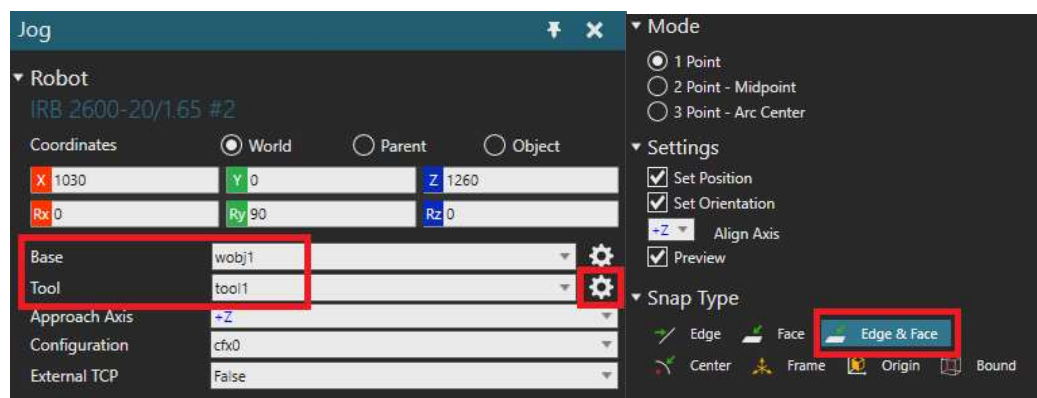 Jog
Robot
IRB 2600-20/1.65 #2
Coordinates World Parent Object
X 1030 Y 0 Z 1260
Rx 0 Ry 90 Rz 0
Base wobj1
Tool tool1
Approach Axis +Z
Configuration cfx0
External TCP False
Mode
1 Point
2 Point - Midpoint
3 Point - Arc Center
Settings
Set Position
Set Orientation
+Z Align Axis
Preview
Snap Type
Edge Face Edge & Face
Center Frame Origin Bound